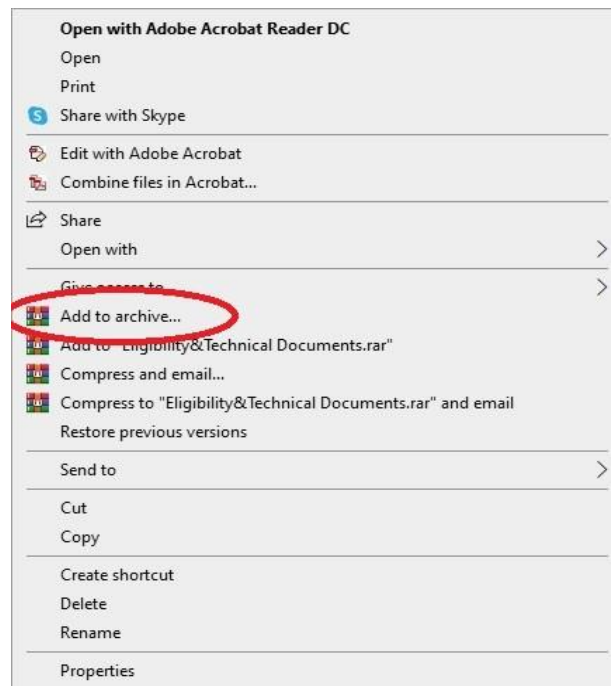 Open with Adobe Acrobat Reader DC
Open
Print
Share with Skype
Edit with Adobe Acrobat
Combine files in Acrobat...
Share
Open with
Give access to
Add to archive...
Add to "Eligibility&Technical Documents.rar"
Compress and email...
Compress to "Eligibility&Technical Documents.rar" and email
Restore previous versions
Send to
Cut
Copy
Create shortcut
Delete
Rename
Properties